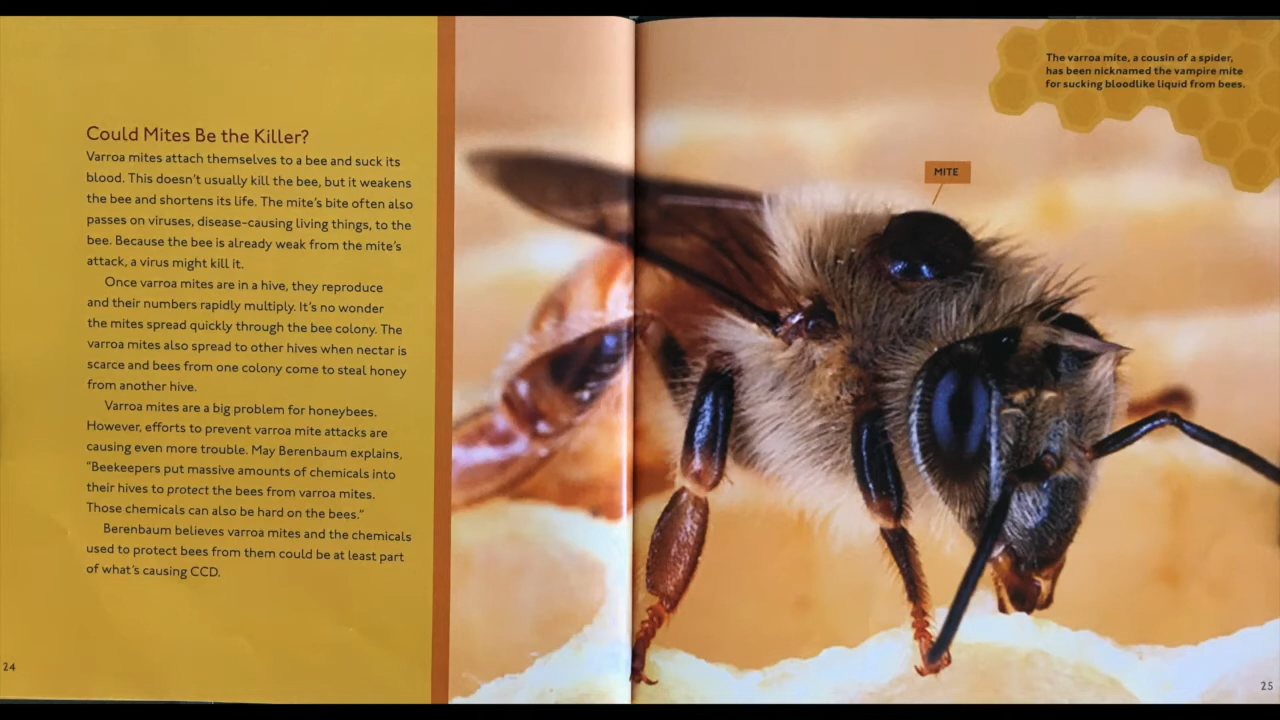 Could Mites Be the Killer?
Varroa mites attach themselves to a bee and suck its
blood. This doesn't usually kill the bee, but it weakens
the bee and shortens its life. The mite's bite often also
passes on viruses, disease-causing living things, to the
bee. Because the bee is already weak from the mite's
attack, a virus might kill it.
Once varroa mites are in a hive, they reproduce
and their numbers rapidly multiply. It's no wonder
the mites spread quickly through the bee colony. The
varroa mites also spread to other hives when nectar is
scarce and bees from one colony come to steal honey
from another hive.
Varroa mites are a big problem for honeybees.
However, efforts to prevent varroa mite attacks are
causing even more trouble. May Berenbaum explains,
"Beekeepers put massive amounts of chemicals into
their hives to protect the bees from varroa mites.
Those chemicals can also be hard on the bees."
Berenbaum believes varroa mites and the chemicals
used to protect bees from them could be at least part
of what's causing CCD.
24
The varroa mite, a cousin of a spider,
has been nicknamed the vampire mite
for sucking bloodlike liquid from bees.
MITE
25